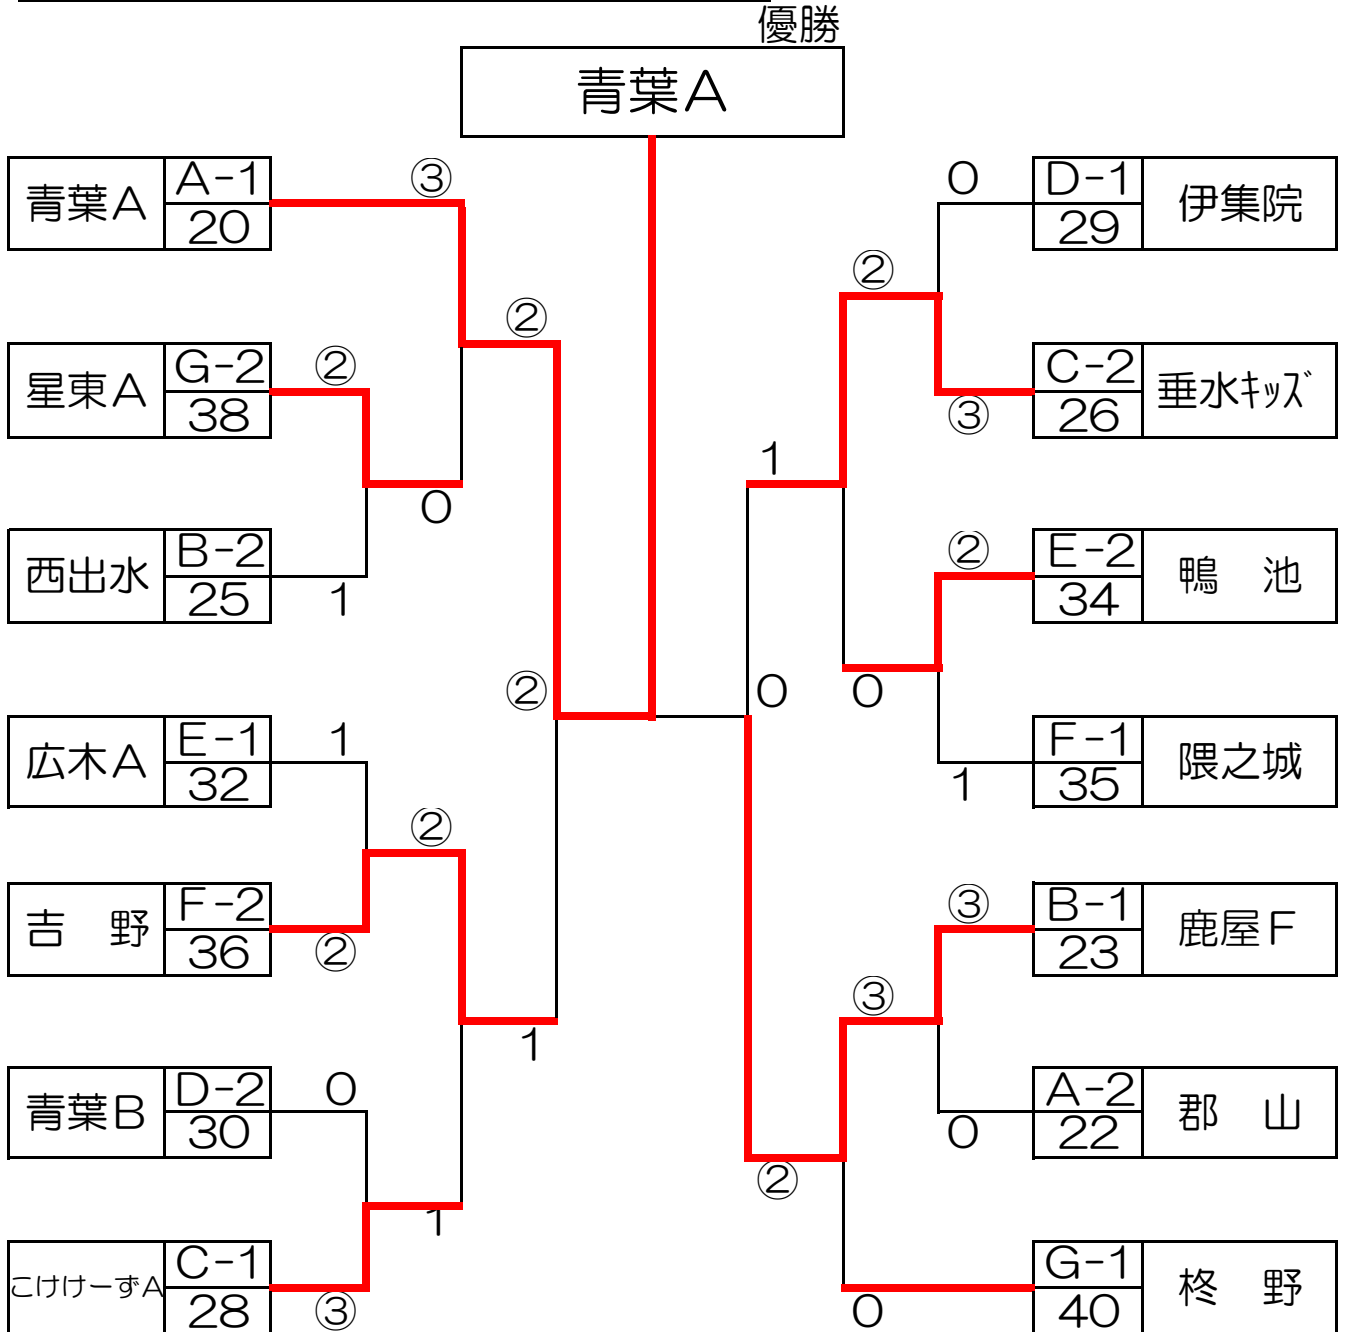 優勝
青葉A
③
青葉A A-1 20
②
星東A G-2 38
②
0
西出水 B-2 25
1
②
広木A E-1 32
1
②
吉 野 F-2 36
②
1
青葉B D-2 30
0
1
こけけーずA C-1 28
③
0
D-1 29 伊集院
②
C-2 26 垂水キッズ
③
1
②
E-2 34 鴨 池
0
0
F-1 35 隈之城
1
③
B-1 23 鹿屋F
③
A-2 22 郡 山
0
②
G-1 40 柊 野
0